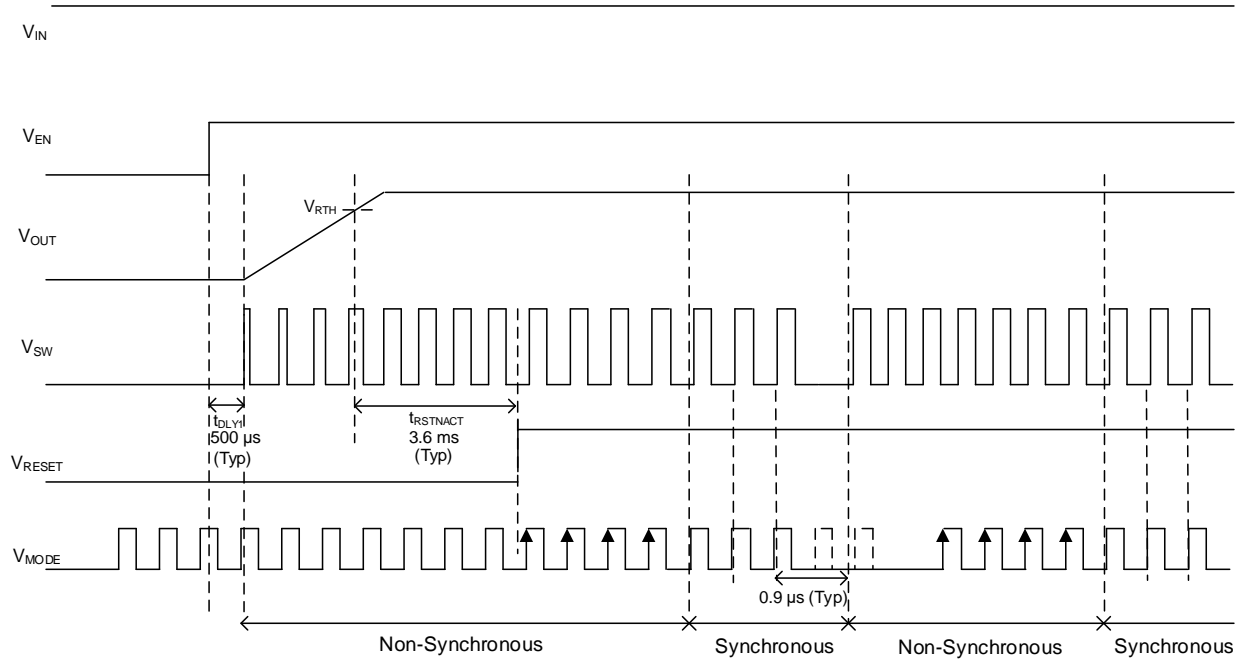 VIN
VEN
VRTH
VOUT
VSW
tDLY1
500 µs
(Typ)
tRSTNACT
3.6 ms
(Typ)
VRESET
VMODE
0.9 µs (Typ)
Non-Synchronous
Synchronous
Non-Synchronous
Synchronous